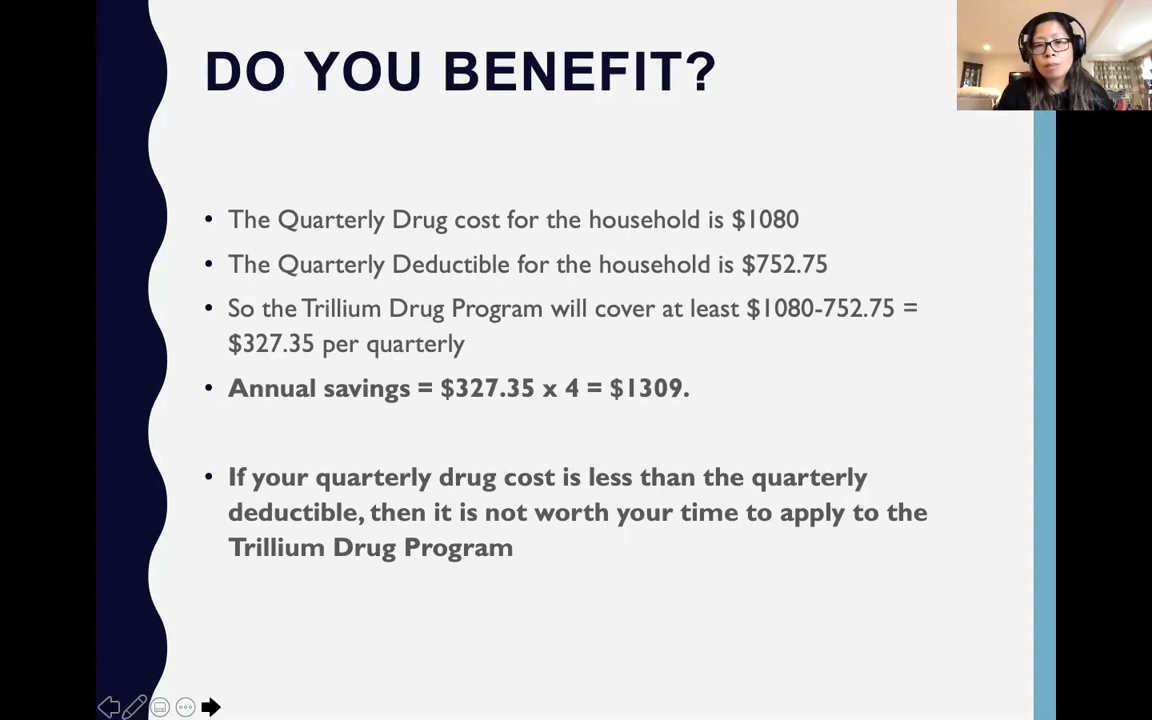 DO YOU BENEFIT?
• The Quarterly Drug cost for the household is $1080
• The Quarterly Deductible for the household is $752.75
• So the Trillium Drug Program will cover at least $1080-752.75 =
$327.35 per quarterly
• Annual savings = $327.35 x 4 = $1309.
• If your quarterly drug cost is less than the quarterly
deductible, then it is not worth your time to apply to the
Trillium Drug Program